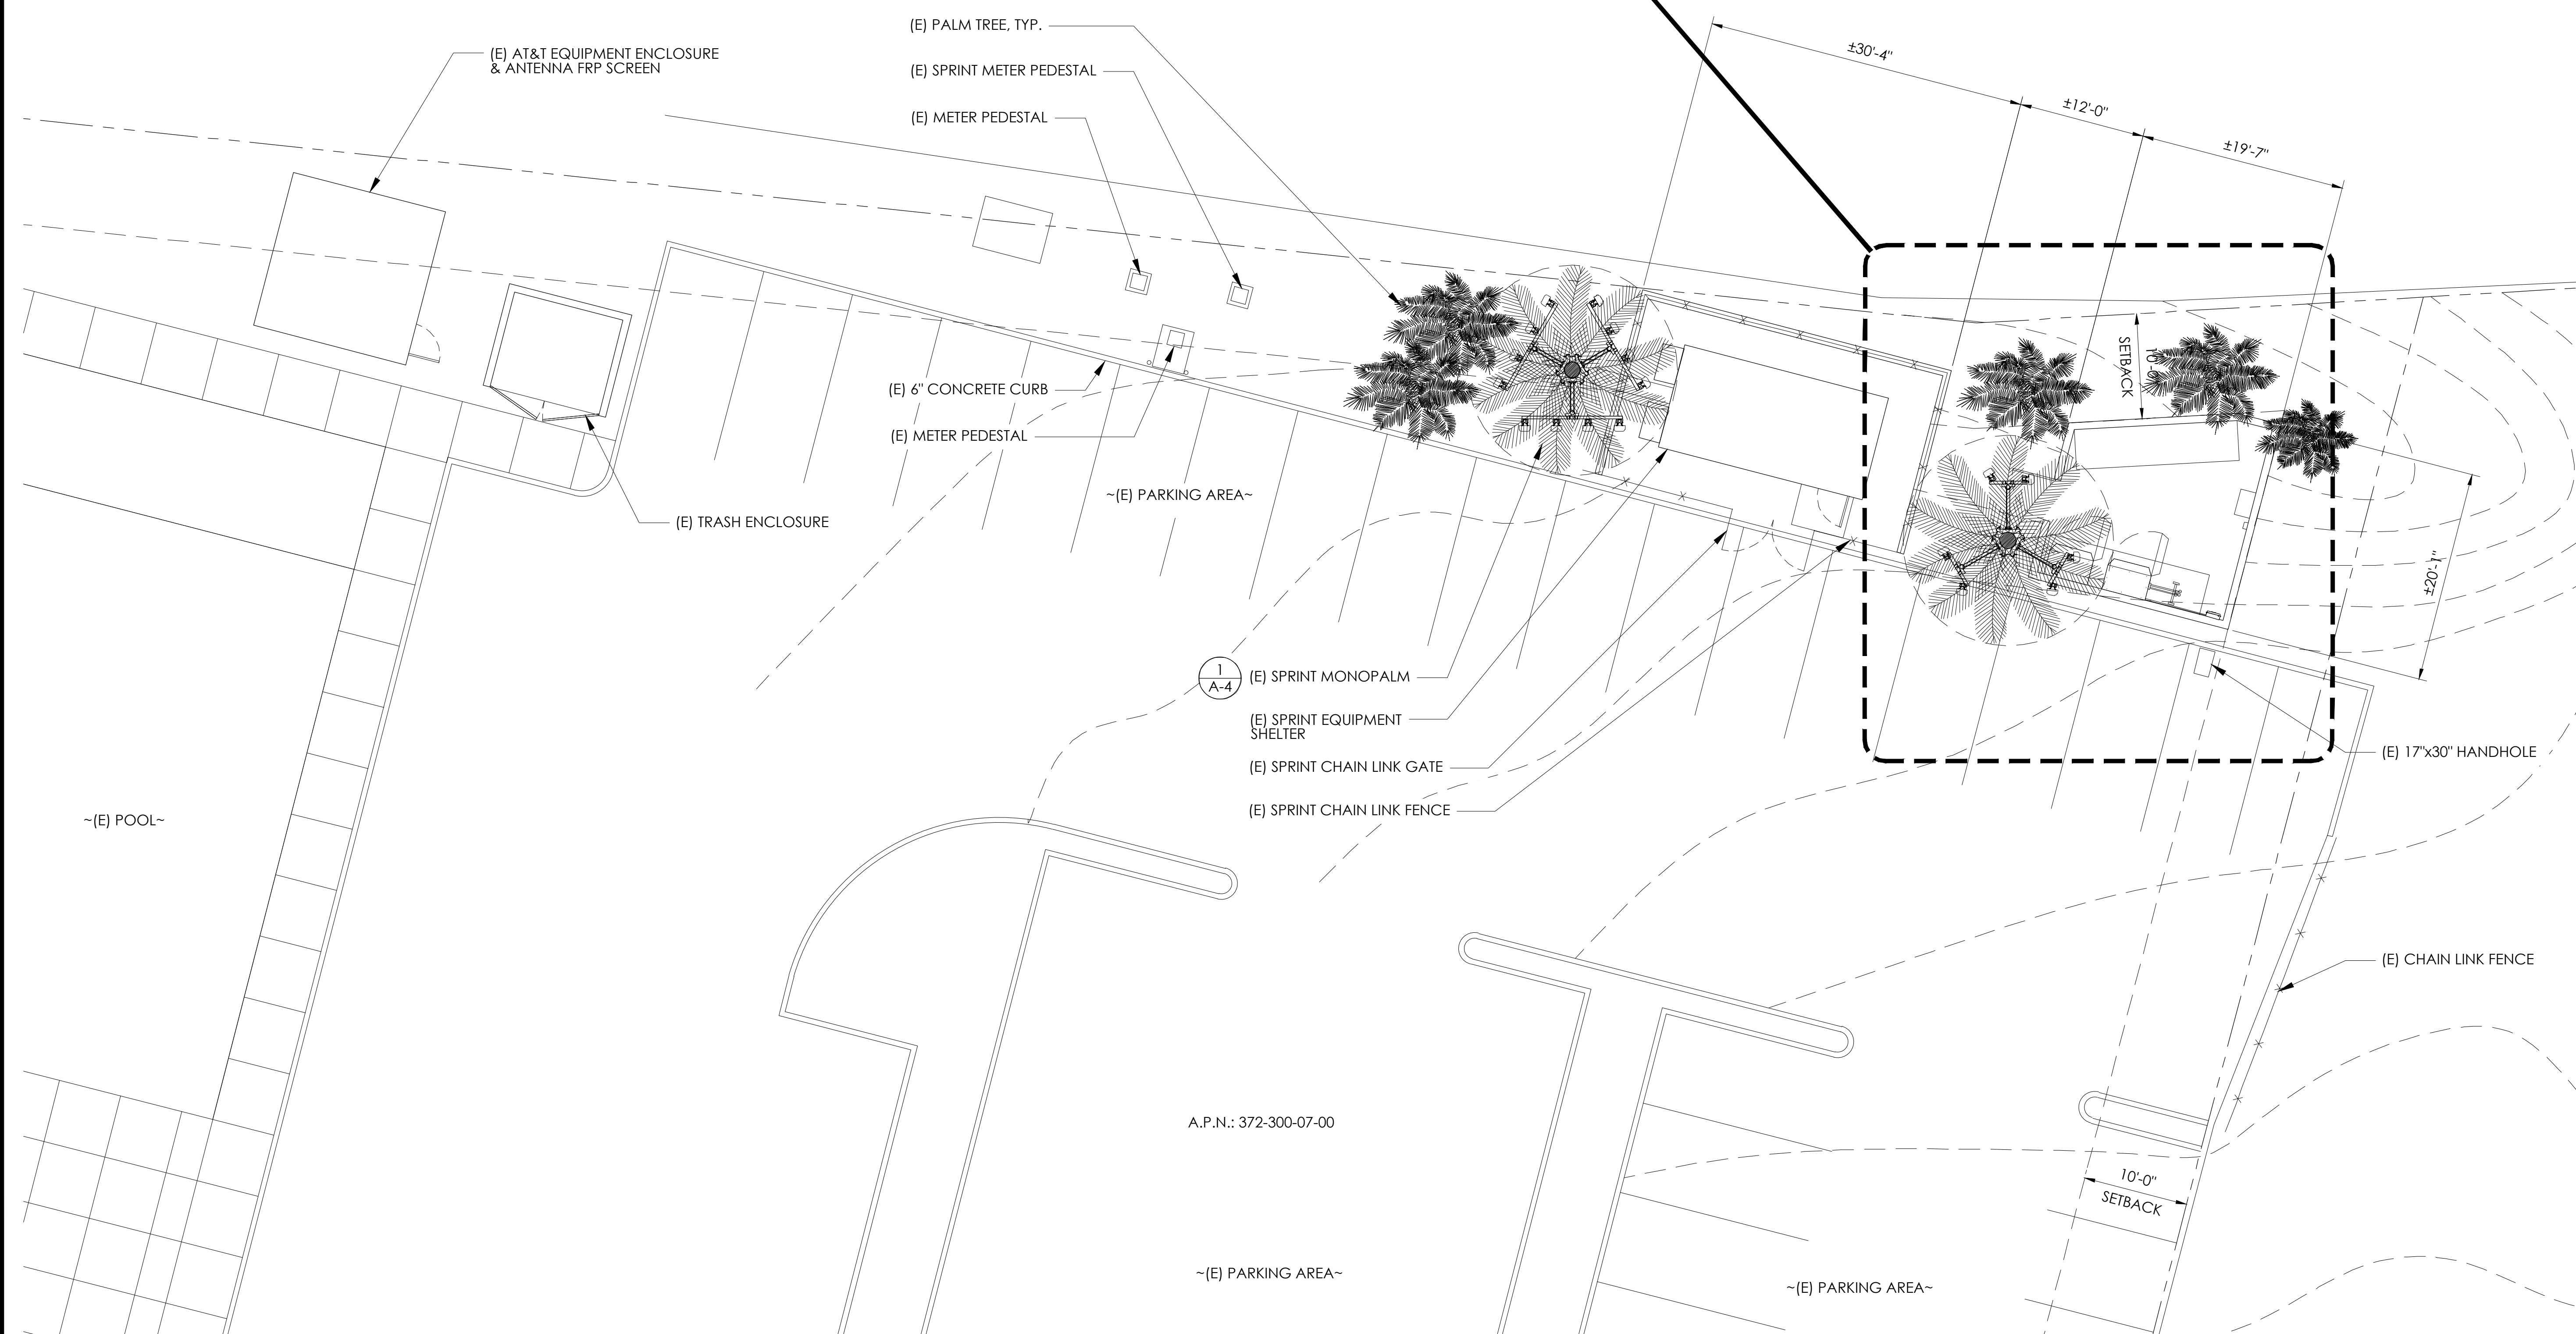 (E) AT&T EQUIPMENT ENCLOSURE
& ANTENNA FRP SCREEN
(E) PALM TREE, TYP.
(E) SPRINT METER PEDESTAL
(E) METER PEDESTAL
±30'-4"
±12'-0"
±19'-7"
10'-0"
SETBACK
(E) 6" CONCRETE CURB
(E) METER PEDESTAL
~(E) PARKING AREA~
(E) TRASH ENCLOSURE
±20'-1"
1
A-4
(E) SPRINT MONOPALM
(E) SPRINT EQUIPMENT
SHELTER
(E) SPRINT CHAIN LINK GATE
(E) SPRINT CHAIN LINK FENCE
(E) 17"x30" HANDHOLE
~(E) POOL~
(E) CHAIN LINK FENCE
A.P.N.: 372-300-07-00
10'-0"
SETBACK
~(E) PARKING AREA~
~(E) PARKING AREA~